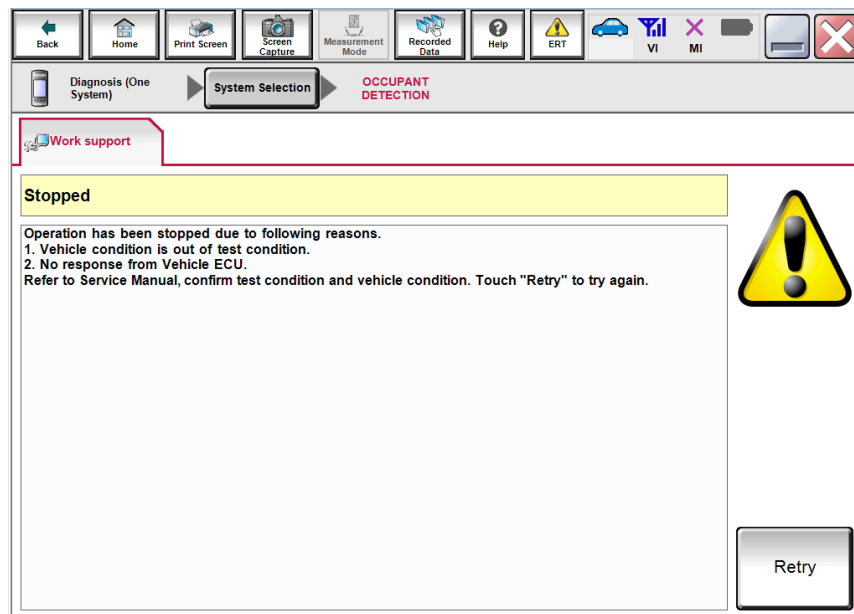 Back
Home
Print Screen
Screen
Capture
Measurement
Mode
Recorded
Data
Help
ERT
VI
MI
Diagnosis (One
System)
System Selection
OCCUPANT
DETECTION
Work support
Stopped
Operation has been stopped due to following reasons.
1. Vehicle condition is out of test condition.
2. No response from Vehicle ECU.
Refer to Service Manual, confirm test condition and vehicle condition. Touch "Retry" to try again.
Retry